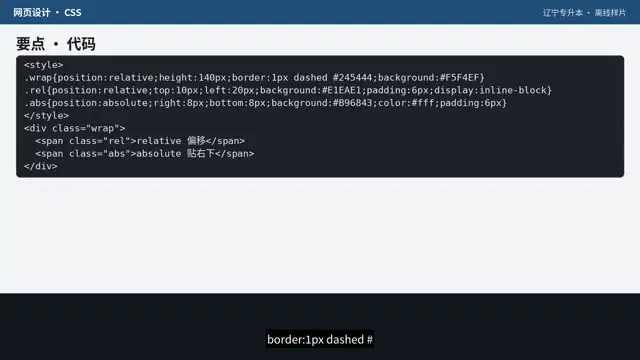 网页设计 • CSS
辽宁专升本 • 离线样片
要点 • 代码
<style>
.wrap{position:relative;height:140px;border:1px dashed #245444;background:#F5F4EF}
.rel{position:relative;top:10px;left:20px;background:#E1EAE1;padding:6px;display:inline-block}
.abs{position:absolute;right:8px;bottom:8px;background:#B96843;color:#fff;padding:6px}
</style>
<div class="wrap">
  <span class="rel">relative 偏移</span>
  <span class="abs">absolute 贴右下</span>
</div>
border:1px dashed #